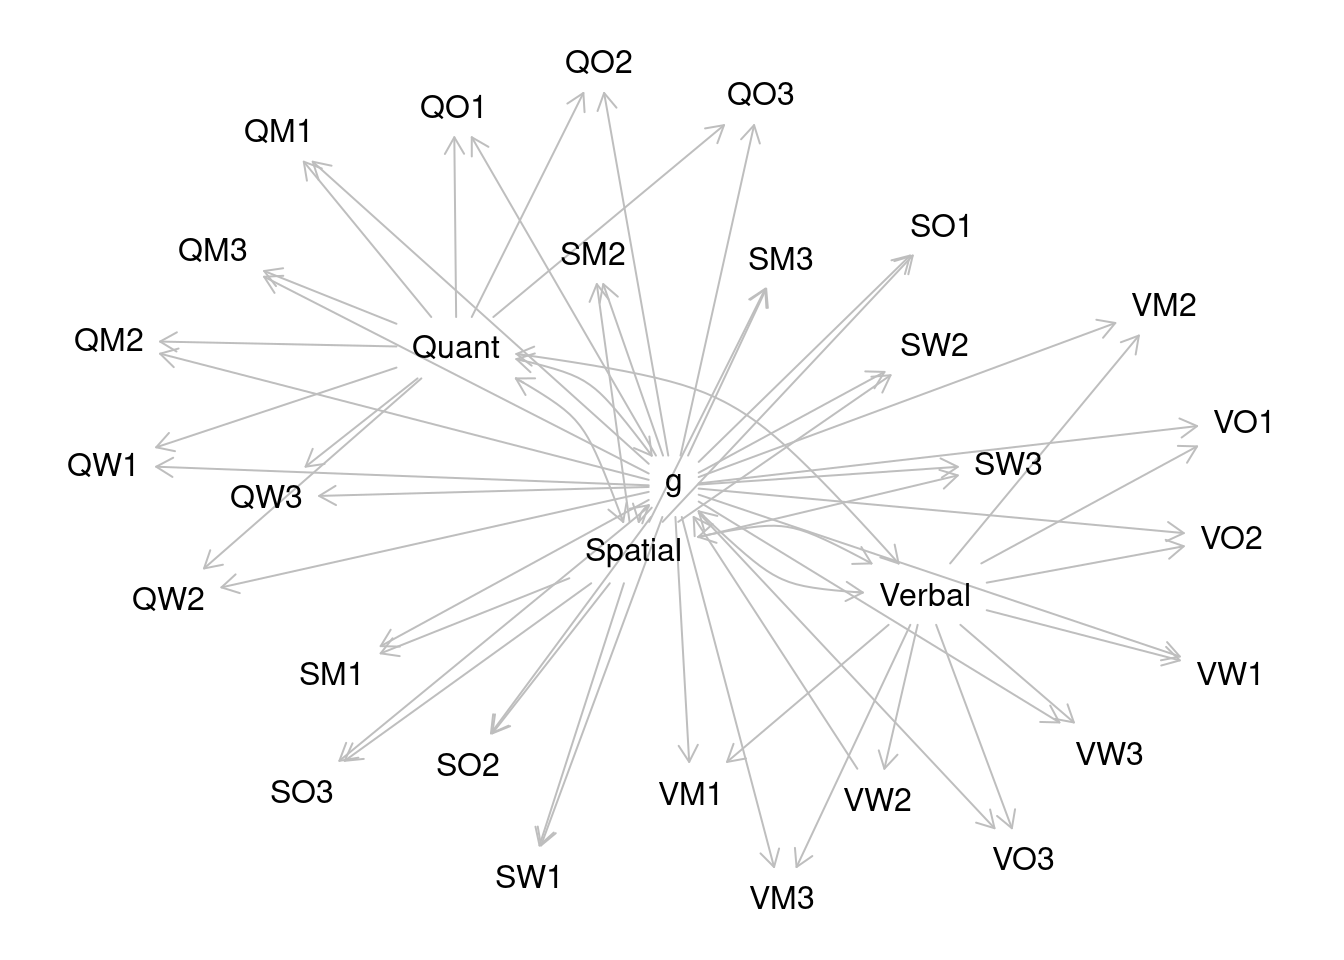 QO2
QO3
QO1
QM1
SO1
QM3
SM2
SM3
VM2
QM2
Quant
SW2
VO1
QW1
SW3
g
QW3
VO2
Spatial
QW2
Verbal
SM1
VW1
VW3
SO2
SO3
VM1
VW2
VO3
SW1
VM3